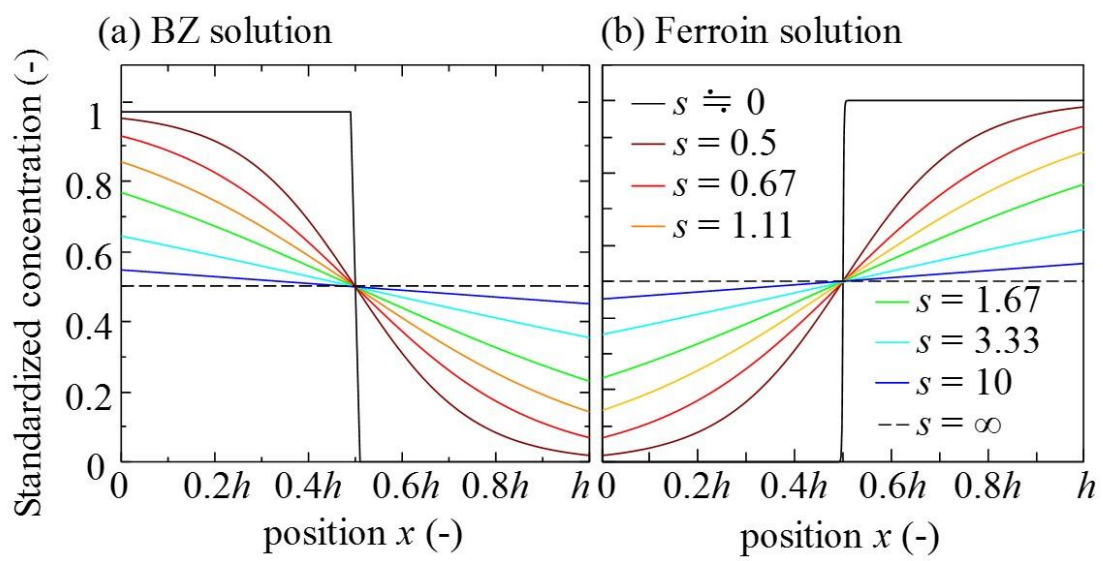 (a) BZ solution
(b) Ferroin solution
Standardized concentration (-)
1
0.8
0.6
0.4
0.2
0
0
0.2h
0.4h
0.6h
0.8h
h
position x (-)
s ≒ 0
s = 0.5
s = 0.67
s = 1.11
s = 1.67
s = 3.33
s = 10
s = ∞
0
0.2h
0.4h
0.6h
0.8h
h
position x (-)